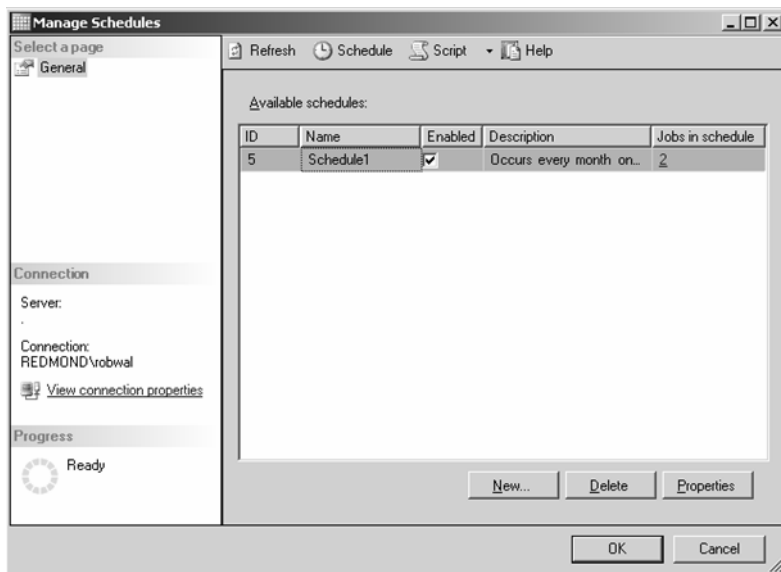 Manage Schedules
Select a page
General
Refresh Schedule Script Help
Available schedules:
ID Name Enabled Description Jobs in schedule
5 Schedule1 Occurs every month on... 2
Connection
Server:
.
Connection:
REDMOND\robwal
View connection properties
Progress
Ready
New... Delete Properties
OK Cancel